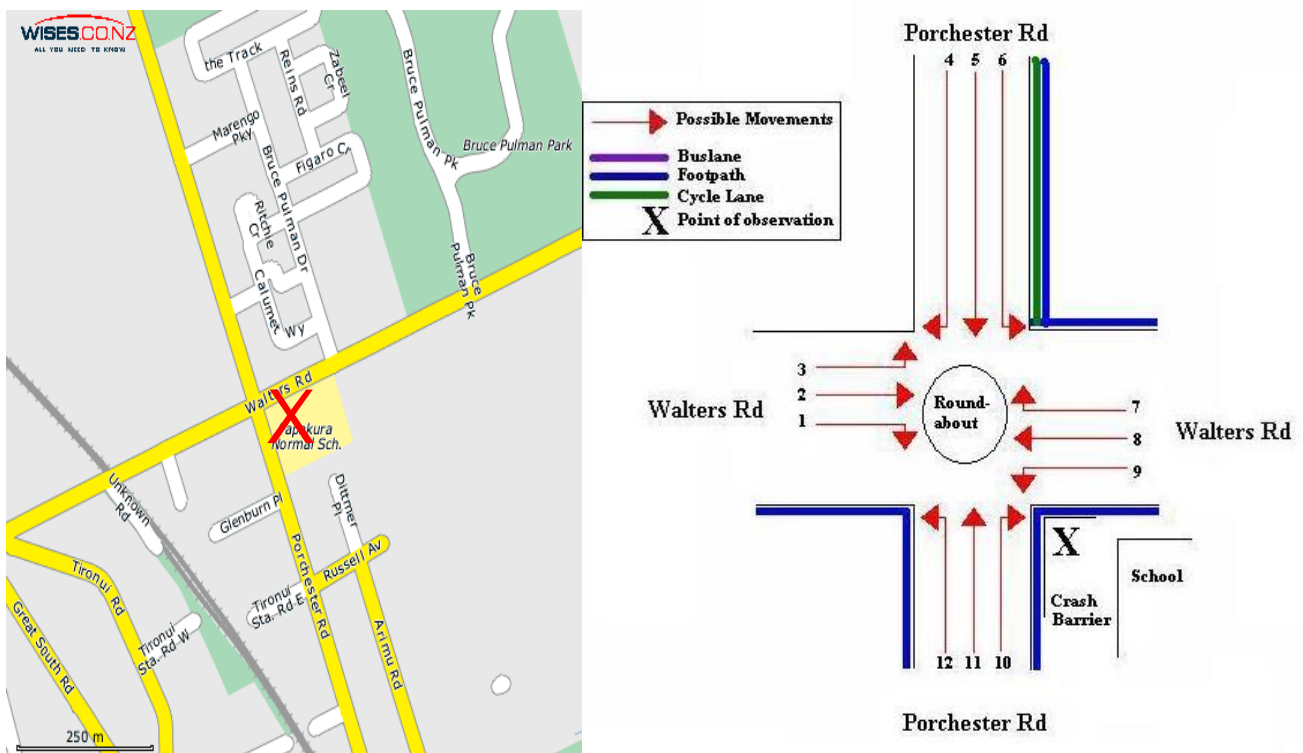 WISES.CO.NZ
ALL YOU NEED TO KNOW
the Track
Reins Rd
Zabeel
Cr
Bruce Pulman Pk
Marengo
Pky
Bruce Pulman Dr
Figaro Cr
Bruce Pulman Park
Ritchie
Cr
Calumet
Wy
Bruce
Pulman Pk
Walters Rd
Papakura
Normal Sch.
Unknown
Rd
Glenburn Pl
Dittmer
Pl
Porchester Rd
Russell Av
Tironui Rd
Tironui
Sta. Rd E
Great South Rd
Tironui
Sta. Rd W
Arimu Rd
250 m
Porchester Rd
4 5 6
Possible Movements
Buslane
Footpath
Cycle Lane
X Point of observation
3
2
1
Walters Rd
Round-
about
7
8
9
Walters Rd
X
School
Crash
Barrier
12 11 10
Porchester Rd